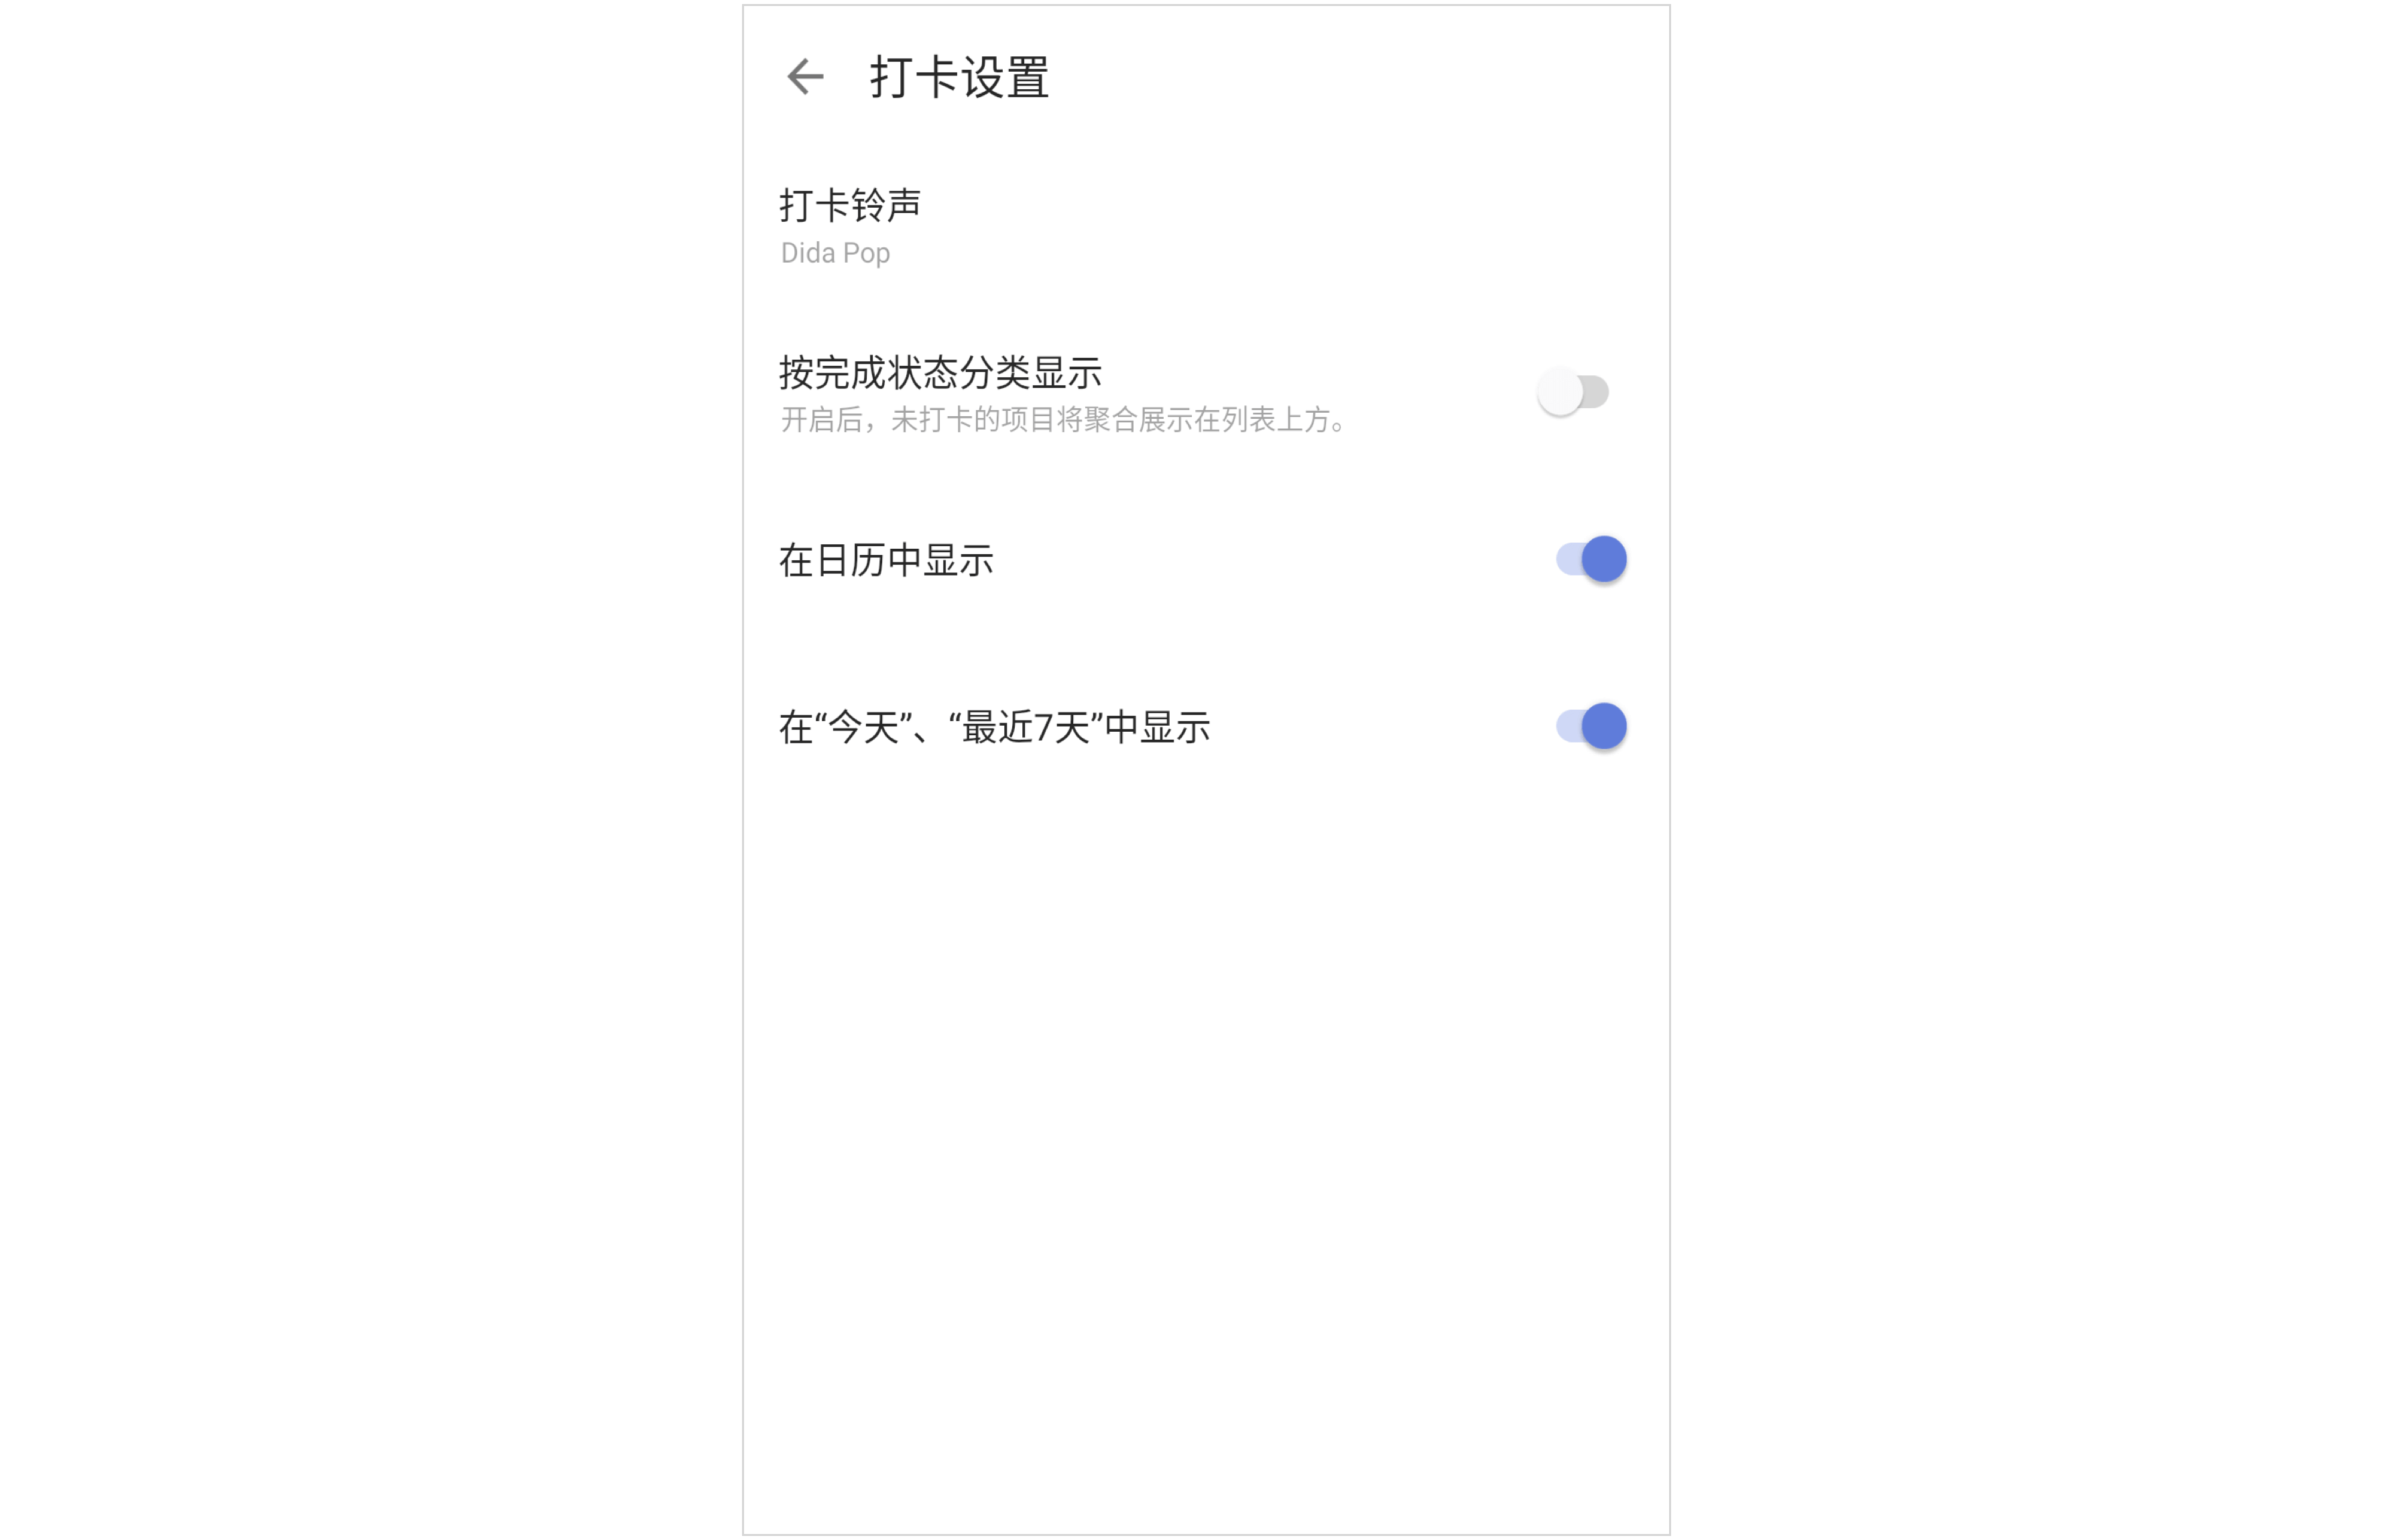 打卡设置
打卡铃声
Dida Pop
按完成状态分类显示
开启后，未打卡的项目将聚合展示在列表上方。
在日历中显示
在“今天”、“最近7天”中显示